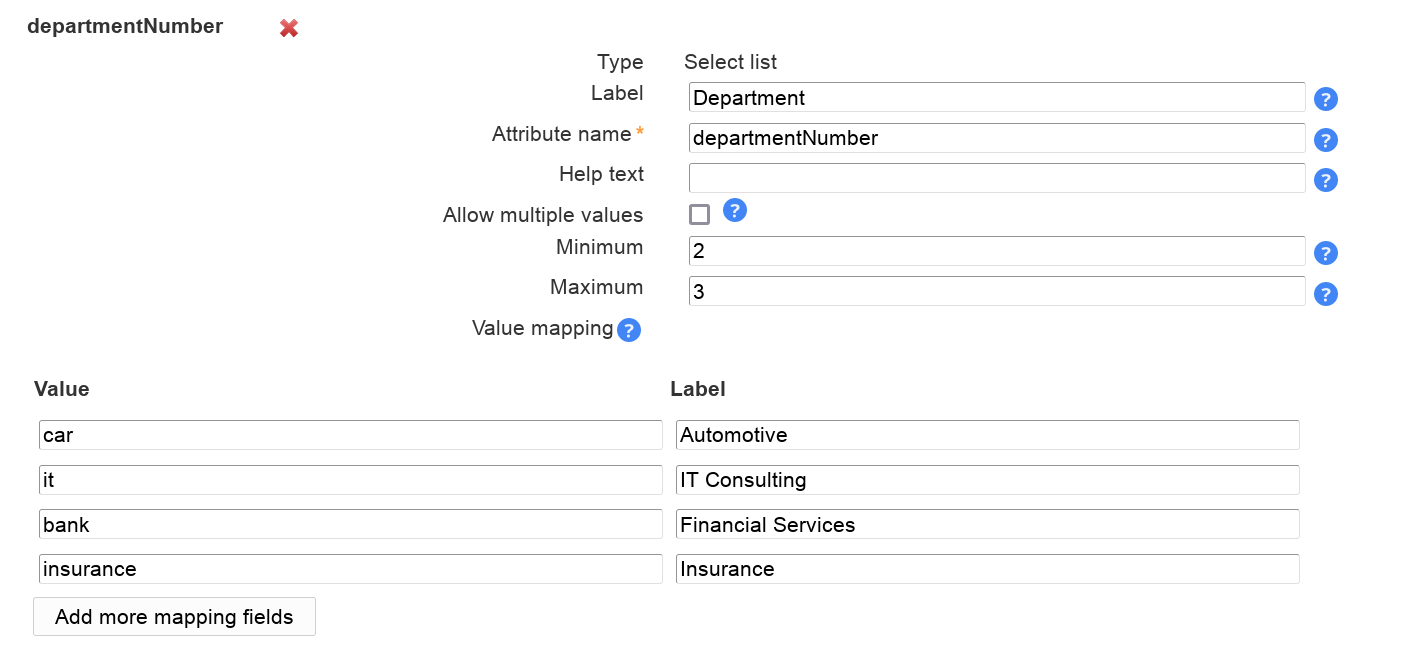 departmentNumber
Type Select list
Label Department ?
Attribute name * departmentNumber ?
Help text ?
Allow multiple values ?
Minimum 2 ?
Maximum 3 ?
Value mapping ?
Value Label
car Automotive
it IT Consulting
bank Financial Services
insurance Insurance
Add more mapping fields